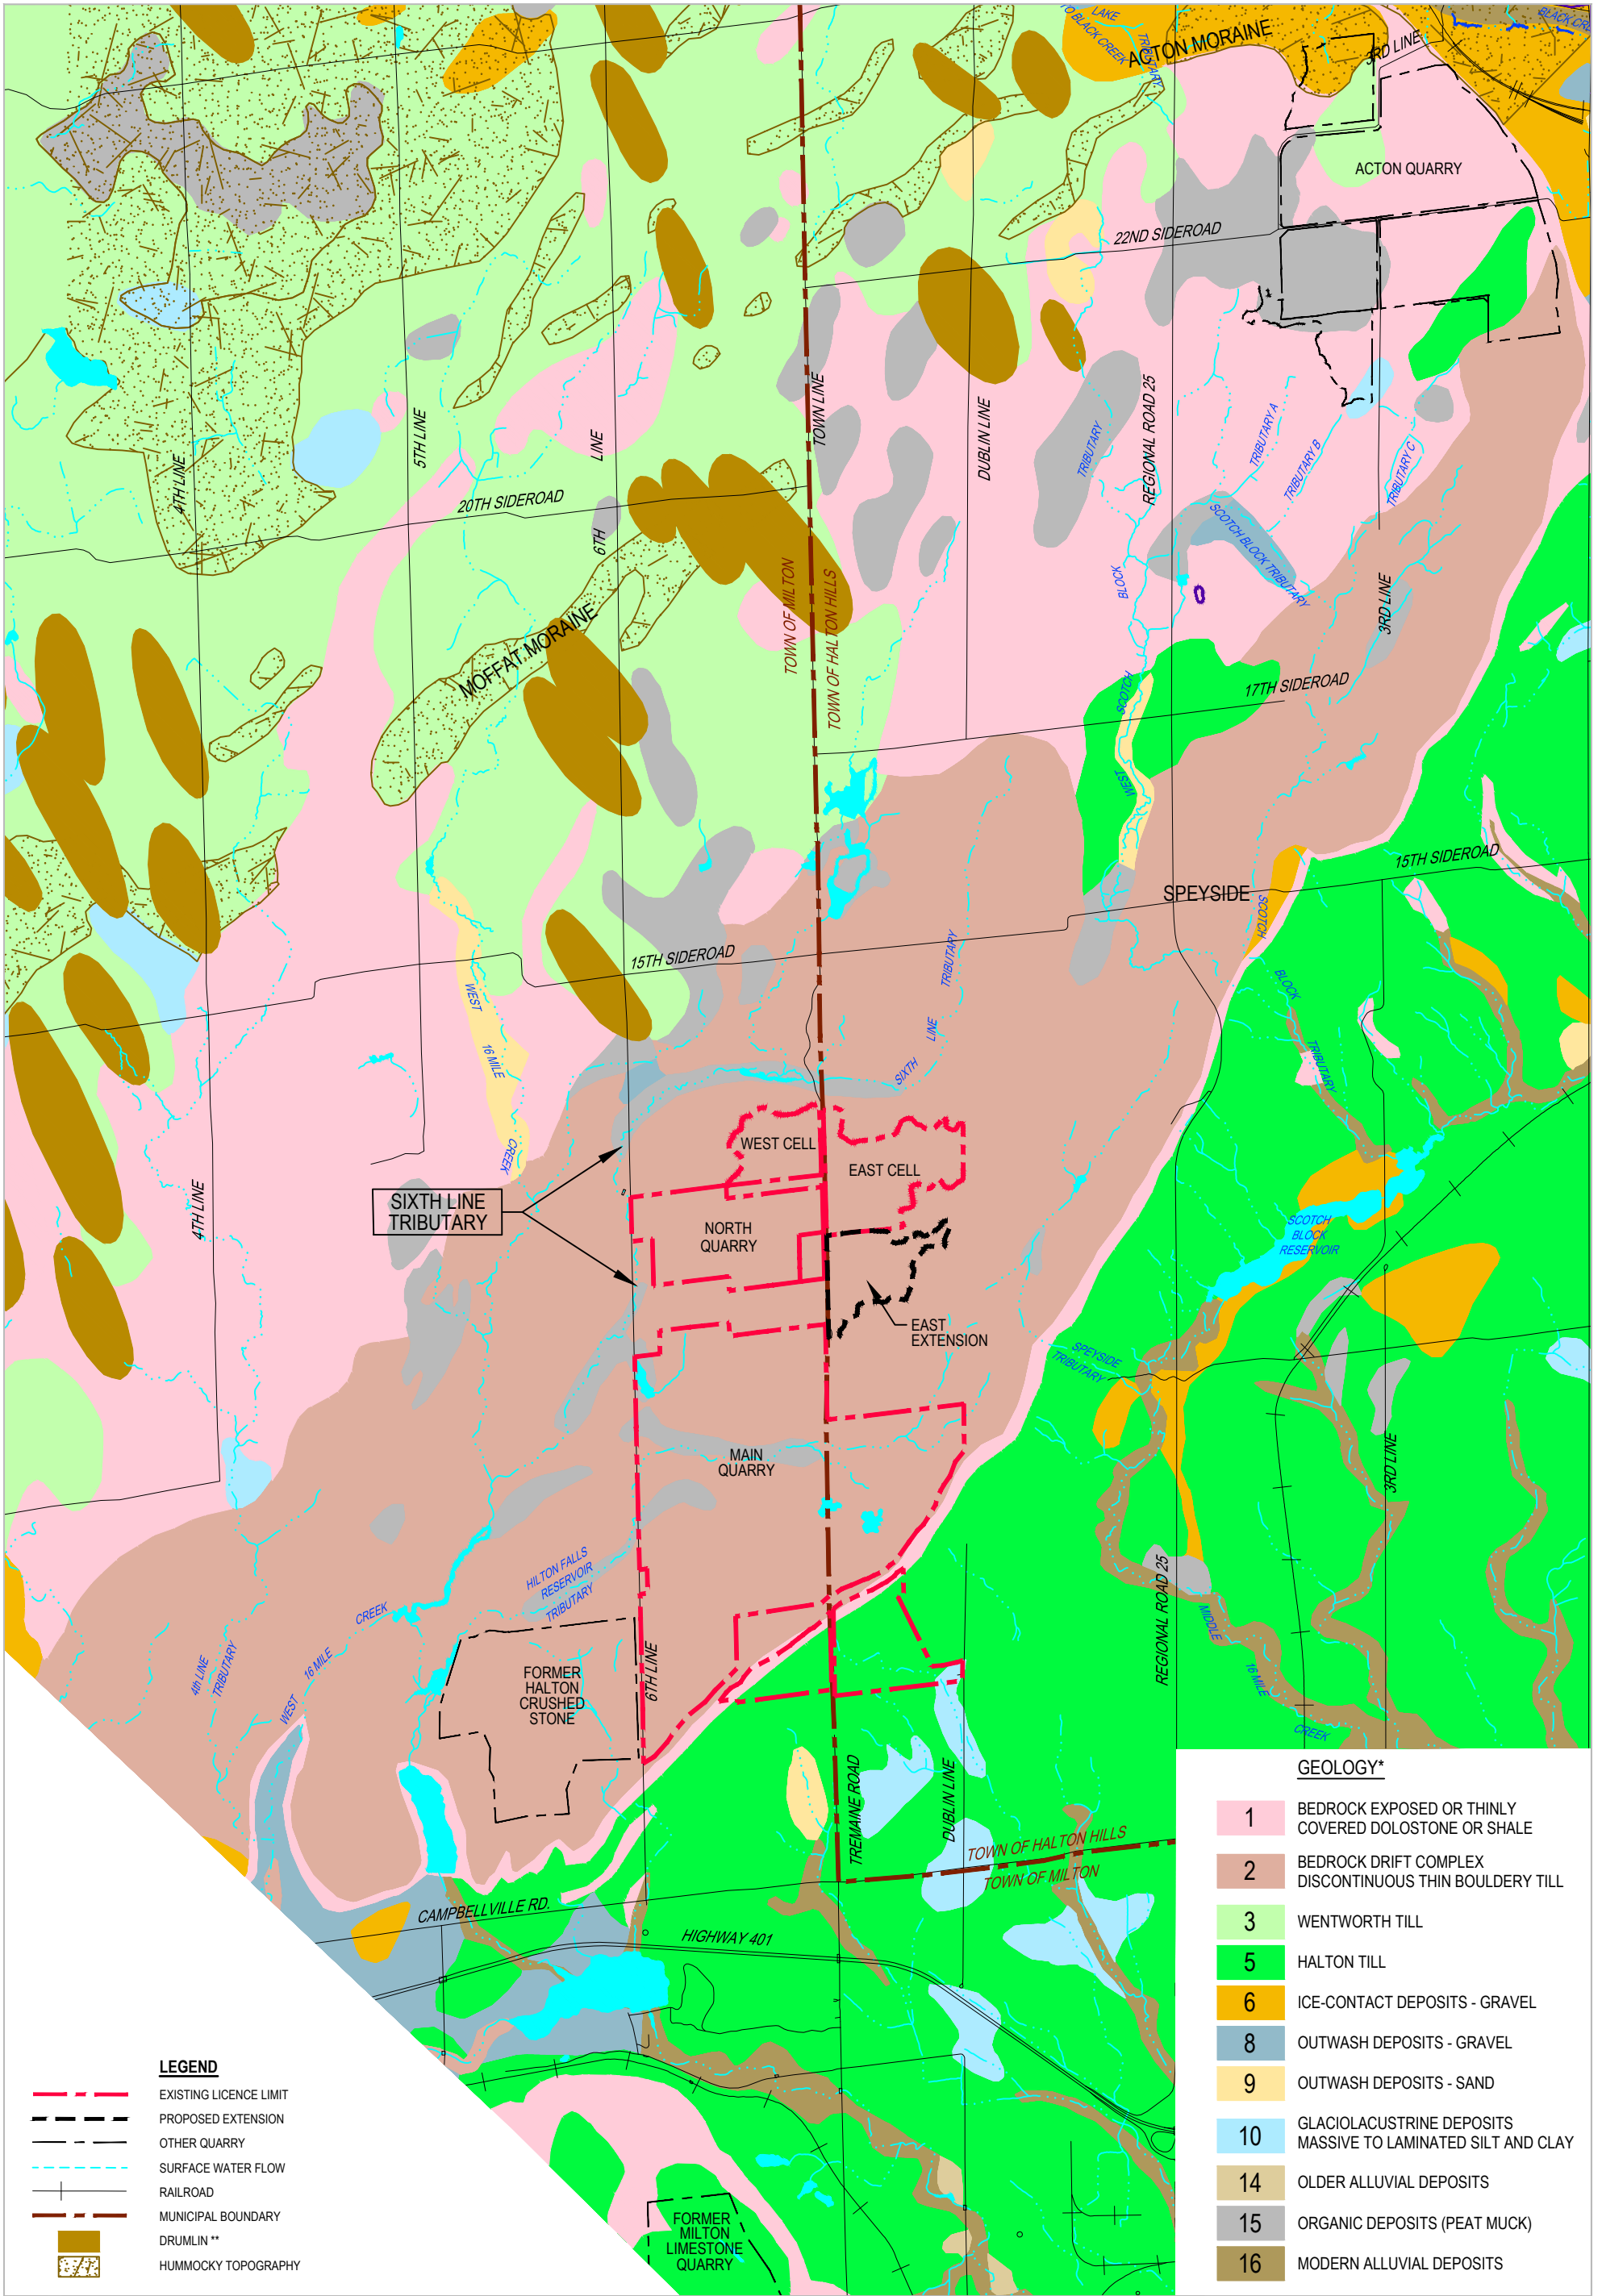 LAKE
TO BLACK CREEK
TRIBUTARY
ACTON MORAINE
3RD LINE
ACTON QUARRY
22ND SIDEROAD
REGIONAL ROAD 25
TOWN LINE
DUBLIN LINE
5TH LINE
4TH LINE
6TH
LINE
20TH SIDEROAD
TRIBUTARY
TRIBUTARY A
TRIBUTARY B
TRIBUTARY C
SCOTCH BLOCK TRIBUTARY
BLOCK
SCOTCH
WEST
3RD LINE
17TH SIDEROAD
MOFFAT MORAINE
TOWN OF MILTON
TOWN OF HALTON HILLS
15TH SIDEROAD
SPEYSIDE
SCOTCH
BLOCK
TRIBUTARY
15TH SIDEROAD
WEST
16 MILE
CREEK
TRIBUTARY
LINE
SIXTH
WEST CELL
EAST CELL
SIXTH LINE
TRIBUTARY
NORTH
QUARRY
4TH LINE
EAST
EXTENSION
SCOTCH
BLOCK
RESERVOIR
SPEYSIDE
TRIBUTARY
MAIN
QUARRY
3RD LINE
HILTON FALLS
RESERVOIR
TRIBUTARY
CREEK
16 MILE
WEST
4th LINE
TRIBUTARY
FORMER
HALTON
CRUSHED
STONE
6TH LINE
REGIONAL ROAD 25
MIDDLE
16 MILE
CREEK
TREMAINE ROAD
DUBLIN LINE
TOWN OF HALTON HILLS
TOWN OF MILTON
CAMPBELLVILLE RD.
HIGHWAY 401
FORMER
MILTON
LIMESTONE
QUARRY
LEGEND
EXISTING LICENCE LIMIT
PROPOSED EXTENSION
OTHER QUARRY
SURFACE WATER FLOW
RAILROAD
MUNICIPAL BOUNDARY
DRUMLIN **
HUMMOCKY TOPOGRAPHY
GEOLOGY*
1 BEDROCK EXPOSED OR THINLY
COVERED DOLOSTONE OR SHALE
2 BEDROCK DRIFT COMPLEX
DISCONTINUOUS THIN BOULDERY TILL
3 WENTWORTH TILL
5 HALTON TILL
6 ICE-CONTACT DEPOSITS - GRAVEL
8 OUTWASH DEPOSITS - GRAVEL
9 OUTWASH DEPOSITS - SAND
10 GLACIOLACUSTRINE DEPOSITS
MASSIVE TO LAMINATED SILT AND CLAY
14 OLDER ALLUVIAL DEPOSITS
15 ORGANIC DEPOSITS (PEAT MUCK)
16 MODERN ALLUVIAL DEPOSITS